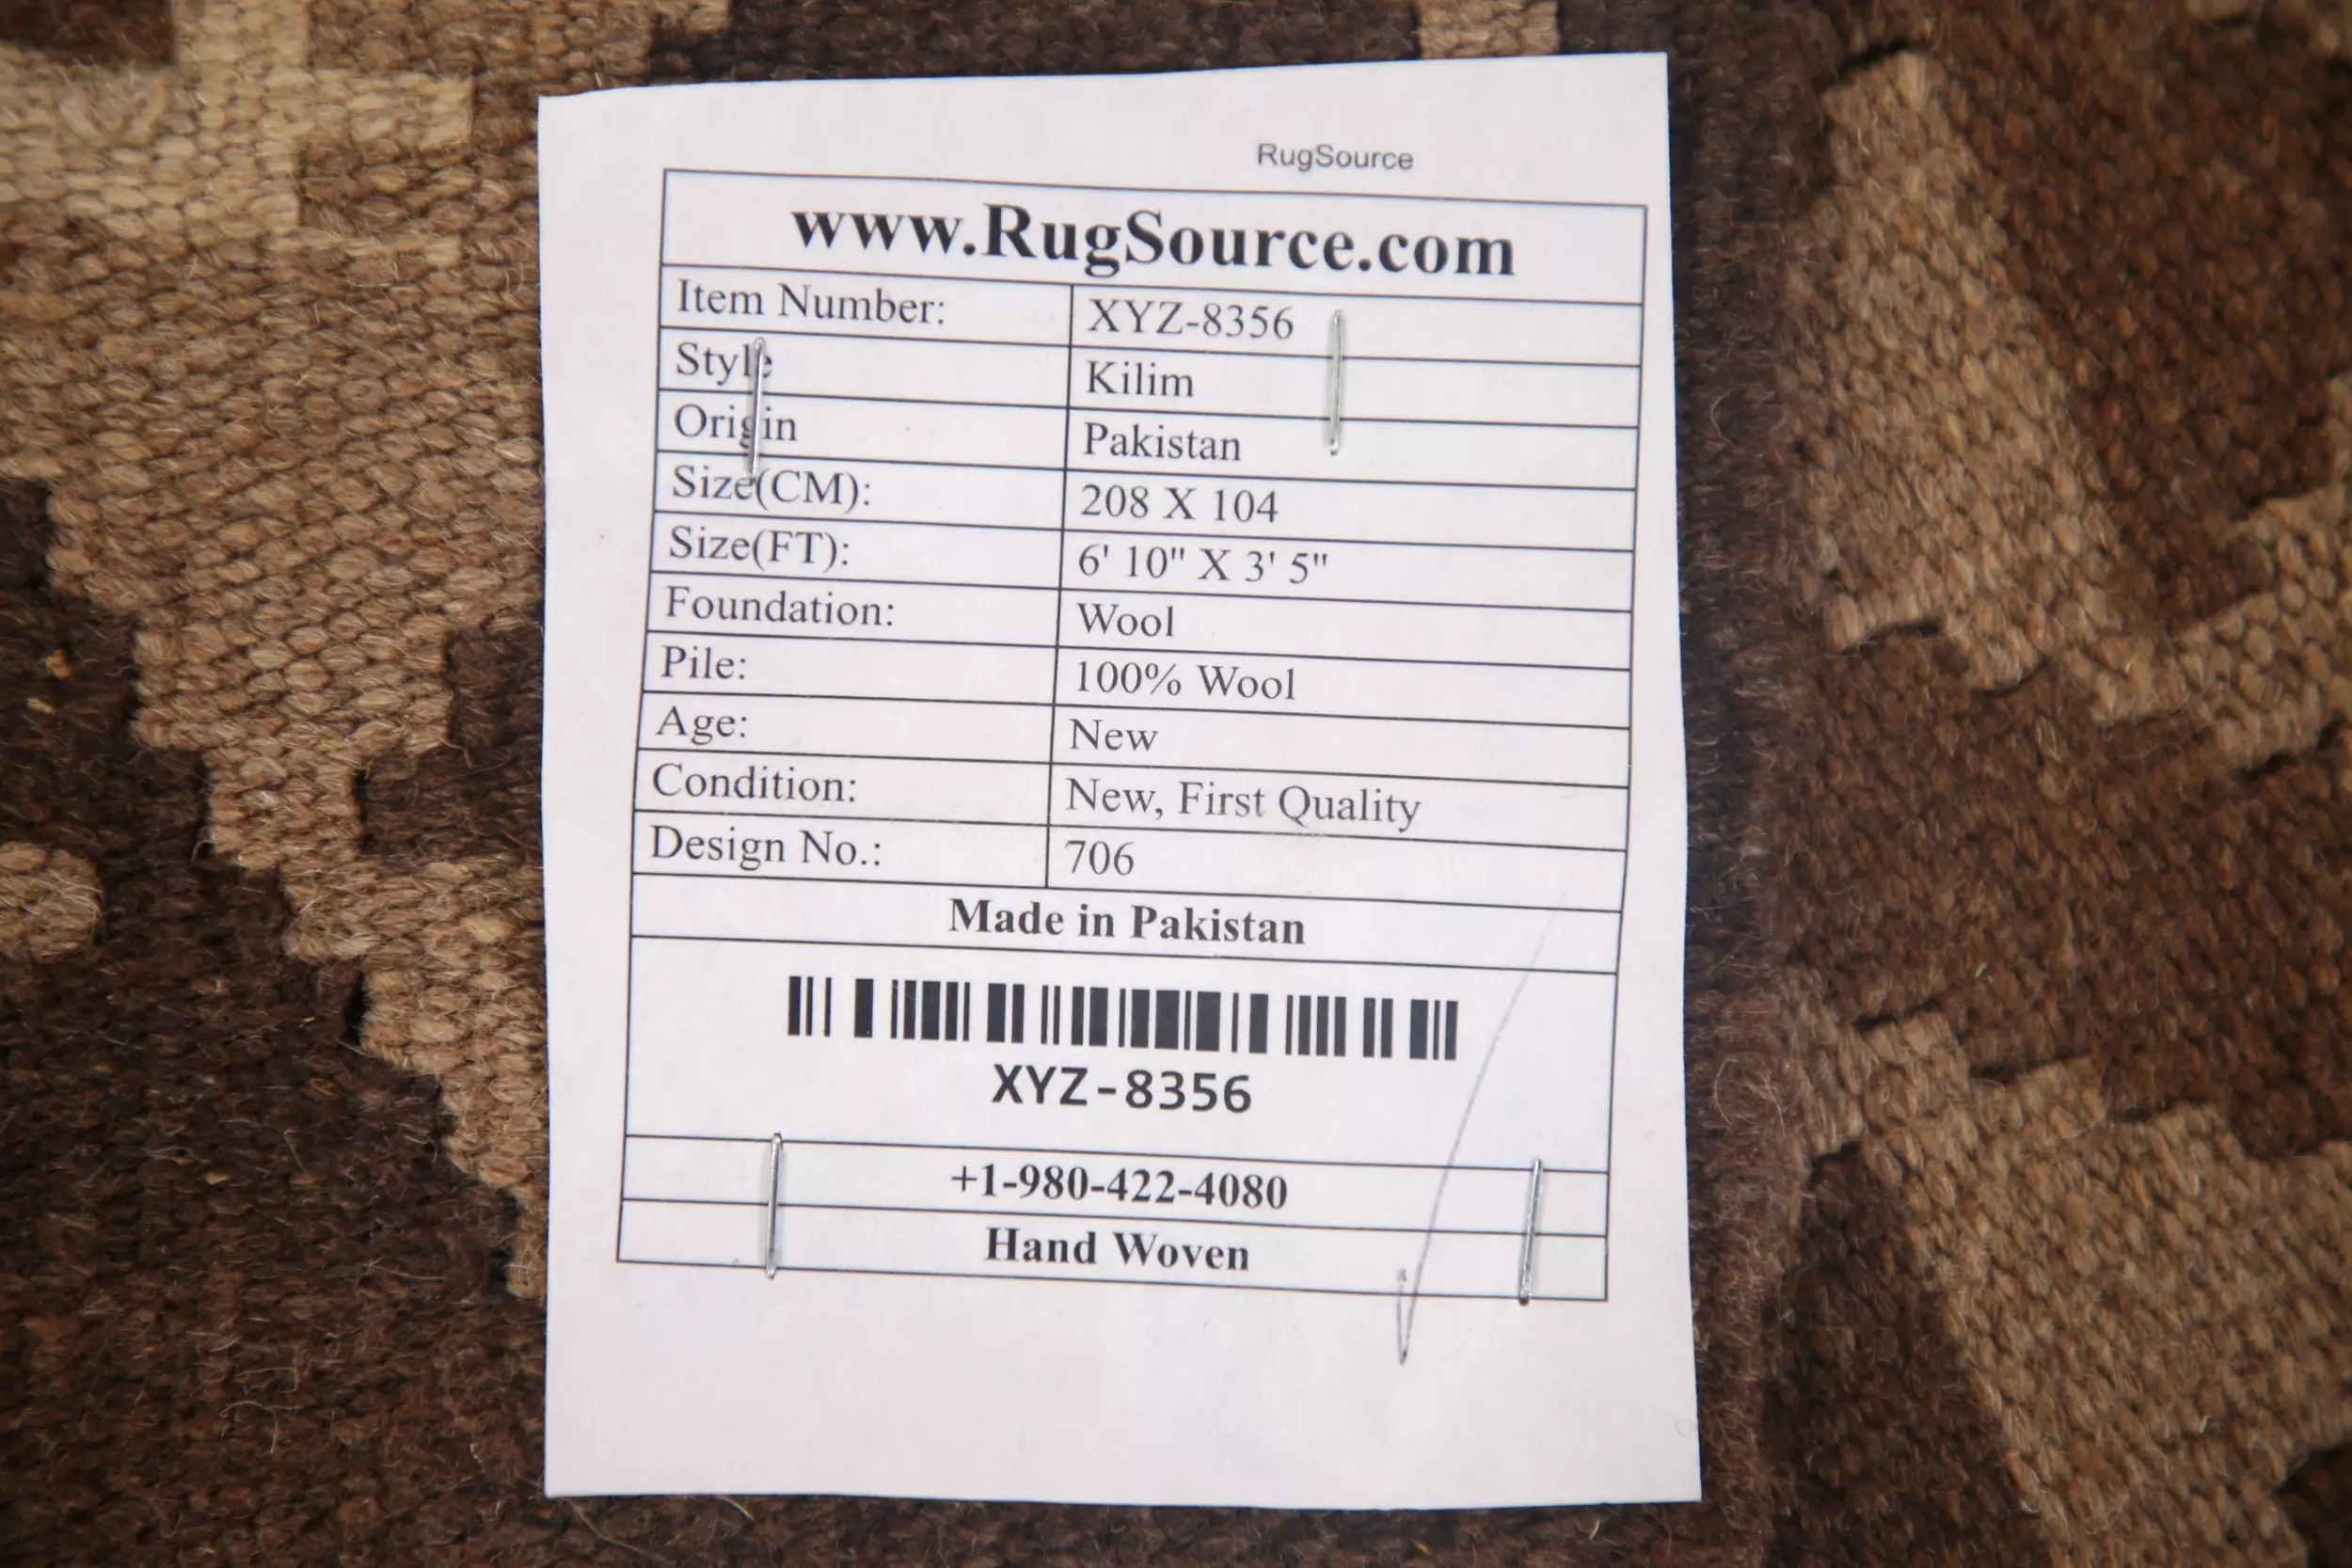 RugSource
www.RugSource.com
Item Number: XYZ-8356
Style Kilim
Origin Pakistan
Size(CM): 208 X 104
Size(FT): 6' 10" X 3' 5"
Foundation: Wool
Pile: 100% Wool
Age: New
Condition: New, First Quality
Design No.: 706
Made in Pakistan
XYZ-8356
+1-980-422-4080
Hand Woven